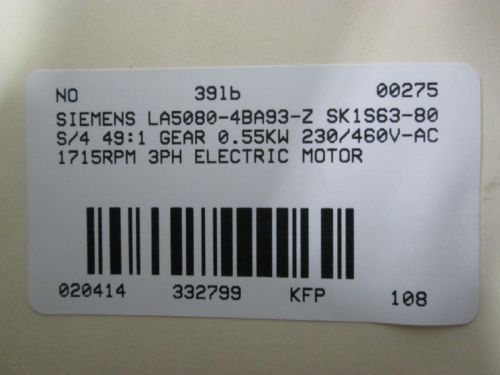 NO 39lb 00275
SIEMENS LA5080-4BA93-Z SK1S63-80
S/4 49:1 GEAR 0.55KW 230/460V-AC
1715RPM 3PH ELECTRIC MOTOR
020414 332799 KFP 108